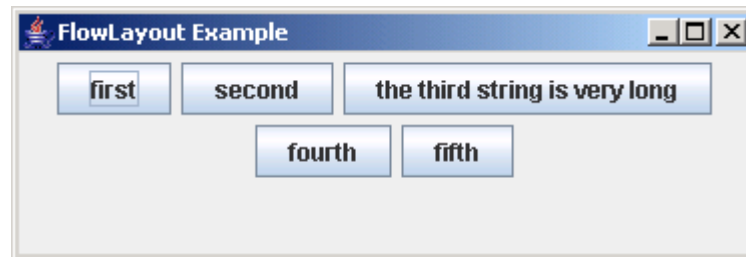 FlowLayout Example
first second the third string is very long
fourth fifth